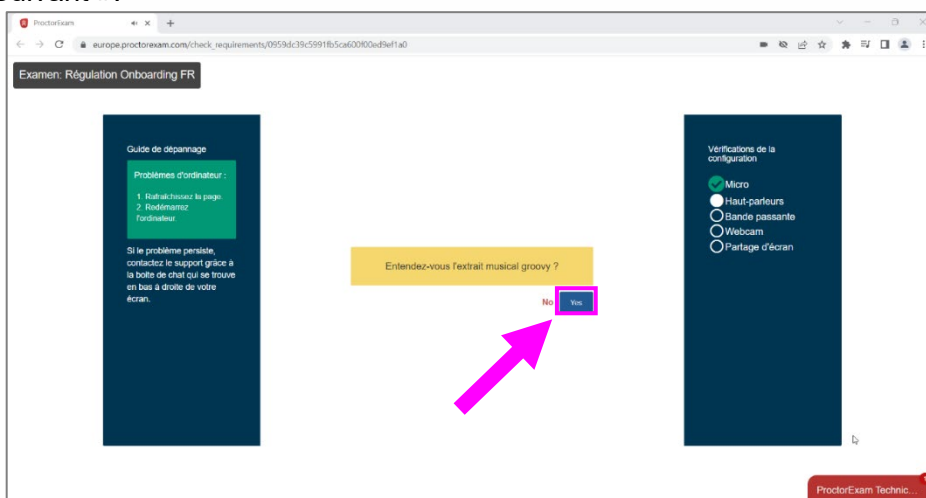 ProctorExam
europe.proctorexam.com/check_requirements/0959dc39c5991fb5ca600f00ed9ef1a0
Examen: Régulation Onboarding FR
Guide de dépannage
Problèmes d'ordinateur :
1. Rafraîchissez la page.
2. Redémarrez
l'ordinateur.
Si le problème persiste,
contactez le support grâce à
la boîte de chat qui se trouve
en bas à droite de votre
écran.
Entendez-vous l'extrait musical groovy ?
No
Yes
Vérifications de la
configuration
Micro
Haut-parleurs
Bande passante
Webcam
Partage d'écran
ProctorExam Technic...